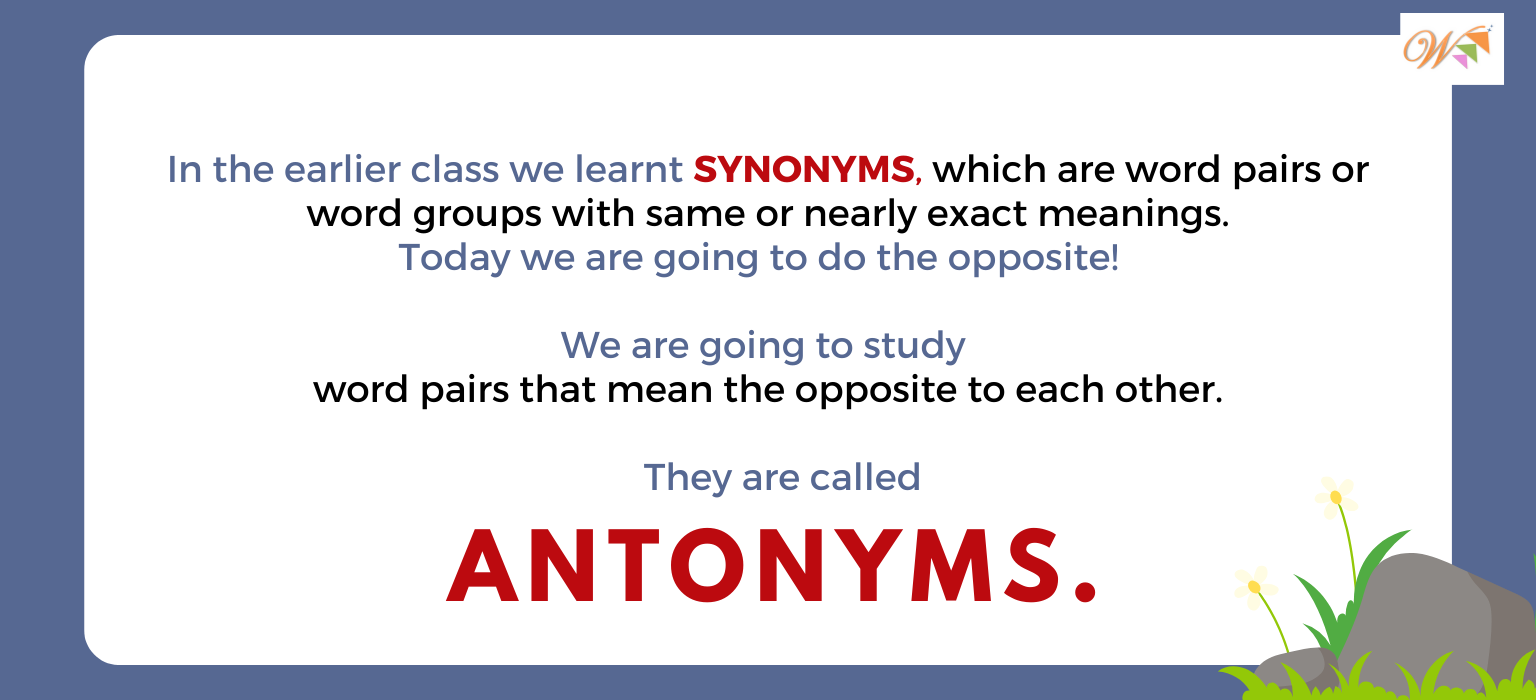 W
In the earlier class we learnt SYNONYMS, which are word pairs or
word groups with same or nearly exact meanings.
Today we are going to do the opposite!
We are going to study
word pairs that mean the opposite to each other.
They are called
ANTONYMS.